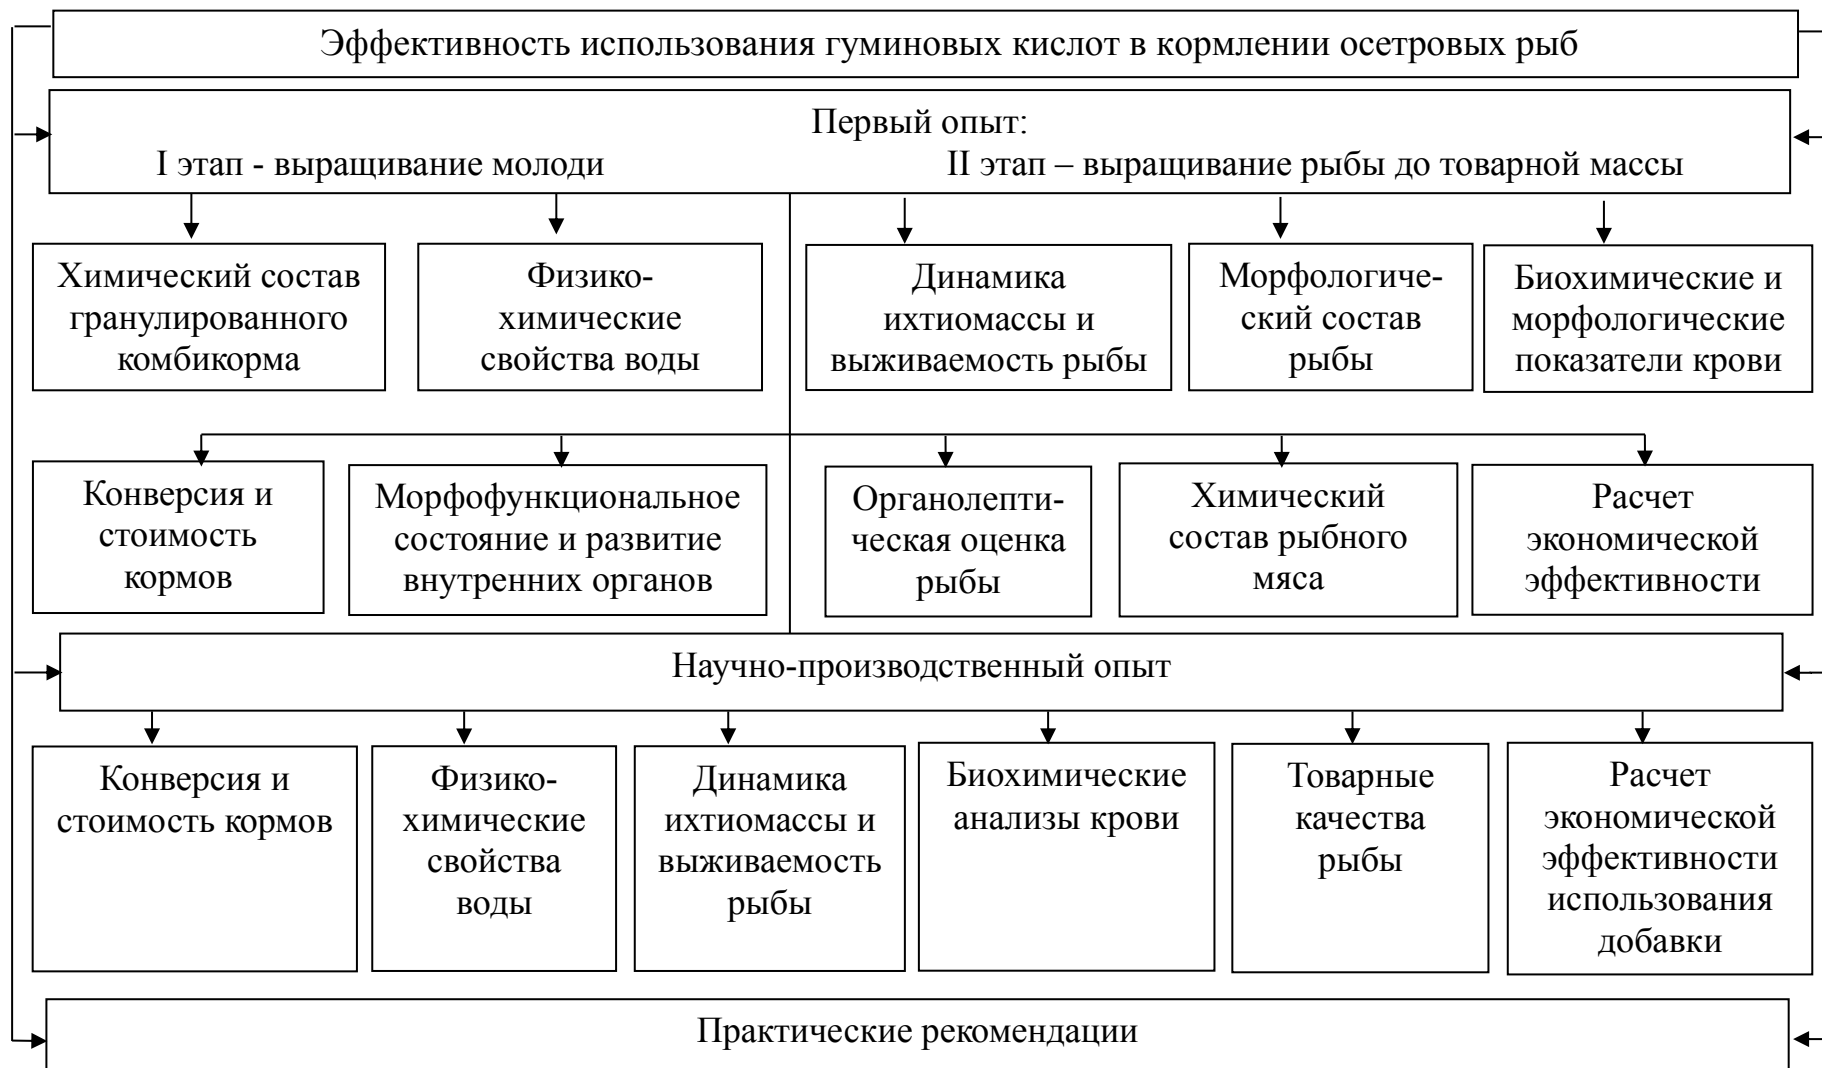 Эффективность использования гуминовых кислот в кормлении осетровых рыб
Первый опыт:
I этап - выращивание молоди
II этап – выращивание рыбы до товарной массы
Химический состав
гранулированного
комбикорма
Физико-
химические
свойства воды
Динамика
ихтиомассы и
выживаемость рыбы
Морфологиче-
ский состав
рыбы
Биохимические и
морфологические
показатели крови
Конверсия и
стоимость
кормов
Морфофункциональное
состояние и развитие
внутренних органов
Органолепти-
ческая оценка
рыбы
Химический
состав рыбного
мяса
Расчет
экономической
эффективности
Научно-производственный опыт
Конверсия и
стоимость кормов
Физико-
химические
свойства
воды
Динамика
ихтиомассы и
выживаемость
рыбы
Биохимические
анализы крови
Товарные
качества
рыбы
Расчет
экономической
эффективности
использования
добавки
Практические рекомендации